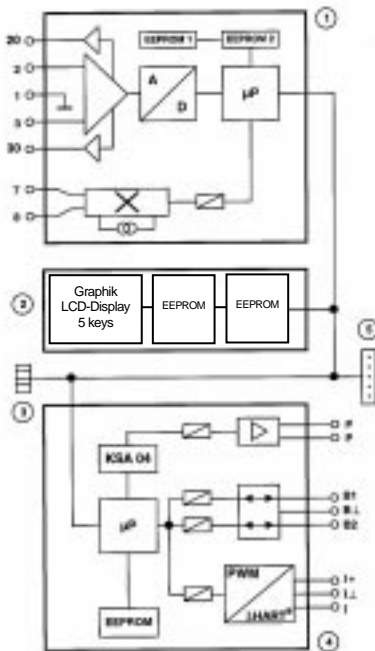 1
20
EEPROM 1
EEPROM 2
2
1
A
D
µP
3
30
7
8
2
Graphik
LCD-Display
5 keys
EEPROM
EEPROM
5
3
P
P
KSA 04
µP
B1
B⊥
B2
PWM
HART®
I+
I⊥
I
EEPROM
4